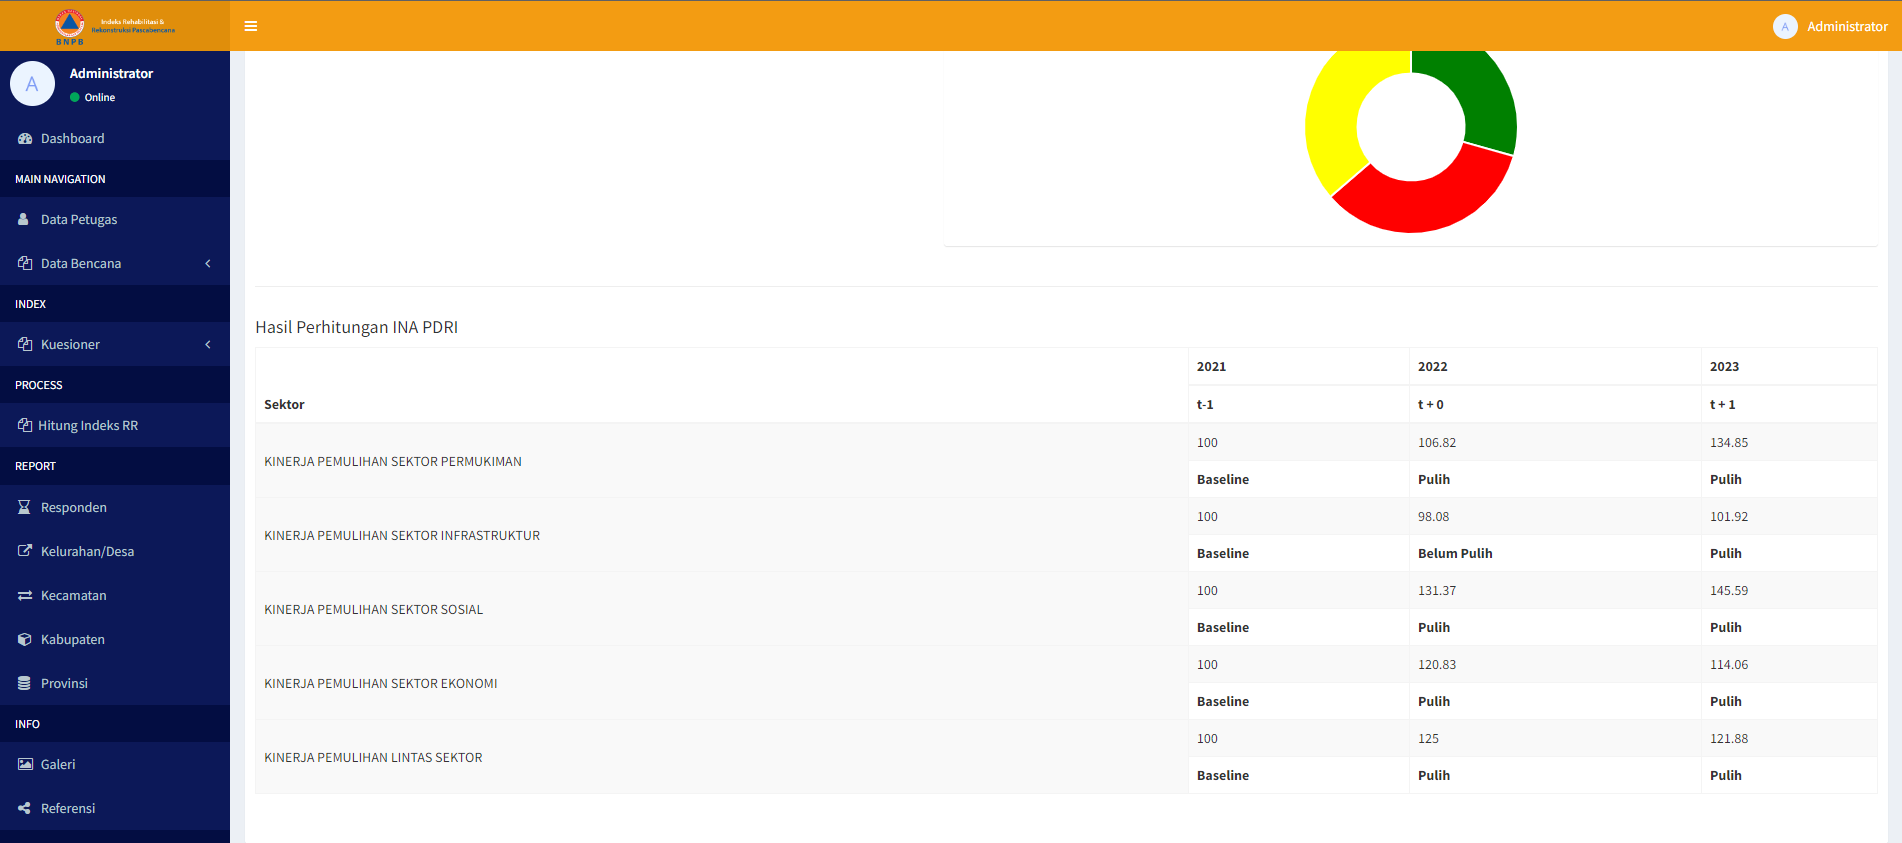 Indeks Rehabilitasi &
Rekonstruksi Pascabencana
BNPB
A Administrator
A
Administrator
Online
Dashboard
MAIN NAVIGATION
Data Petugas
Data Bencana
INDEX
Kuesioner
PROCESS
Hitung Indeks RR
REPORT
Responden
Kelurahan/Desa
Kecamatan
Kabupaten
Provinsi
INFO
Galeri
Referensi
Hasil Perhitungan INA PDRI
2021 2022 2023
Sektor t-1 t + 0 t + 1
KINERJA PEMULIHAN SEKTOR PERMUKIMAN
100 106.82 134.85
Baseline Pulih Pulih
KINERJA PEMULIHAN SEKTOR INFRASTRUKTUR
100 98.08 101.92
Baseline Belum Pulih Pulih
KINERJA PEMULIHAN SEKTOR SOSIAL
100 131.37 145.59
Baseline Pulih Pulih
KINERJA PEMULIHAN SEKTOR EKONOMI
100 120.83 114.06
Baseline Pulih Pulih
KINERJA PEMULIHAN LINTAS SEKTOR
100 125 121.88
Baseline Pulih Pulih